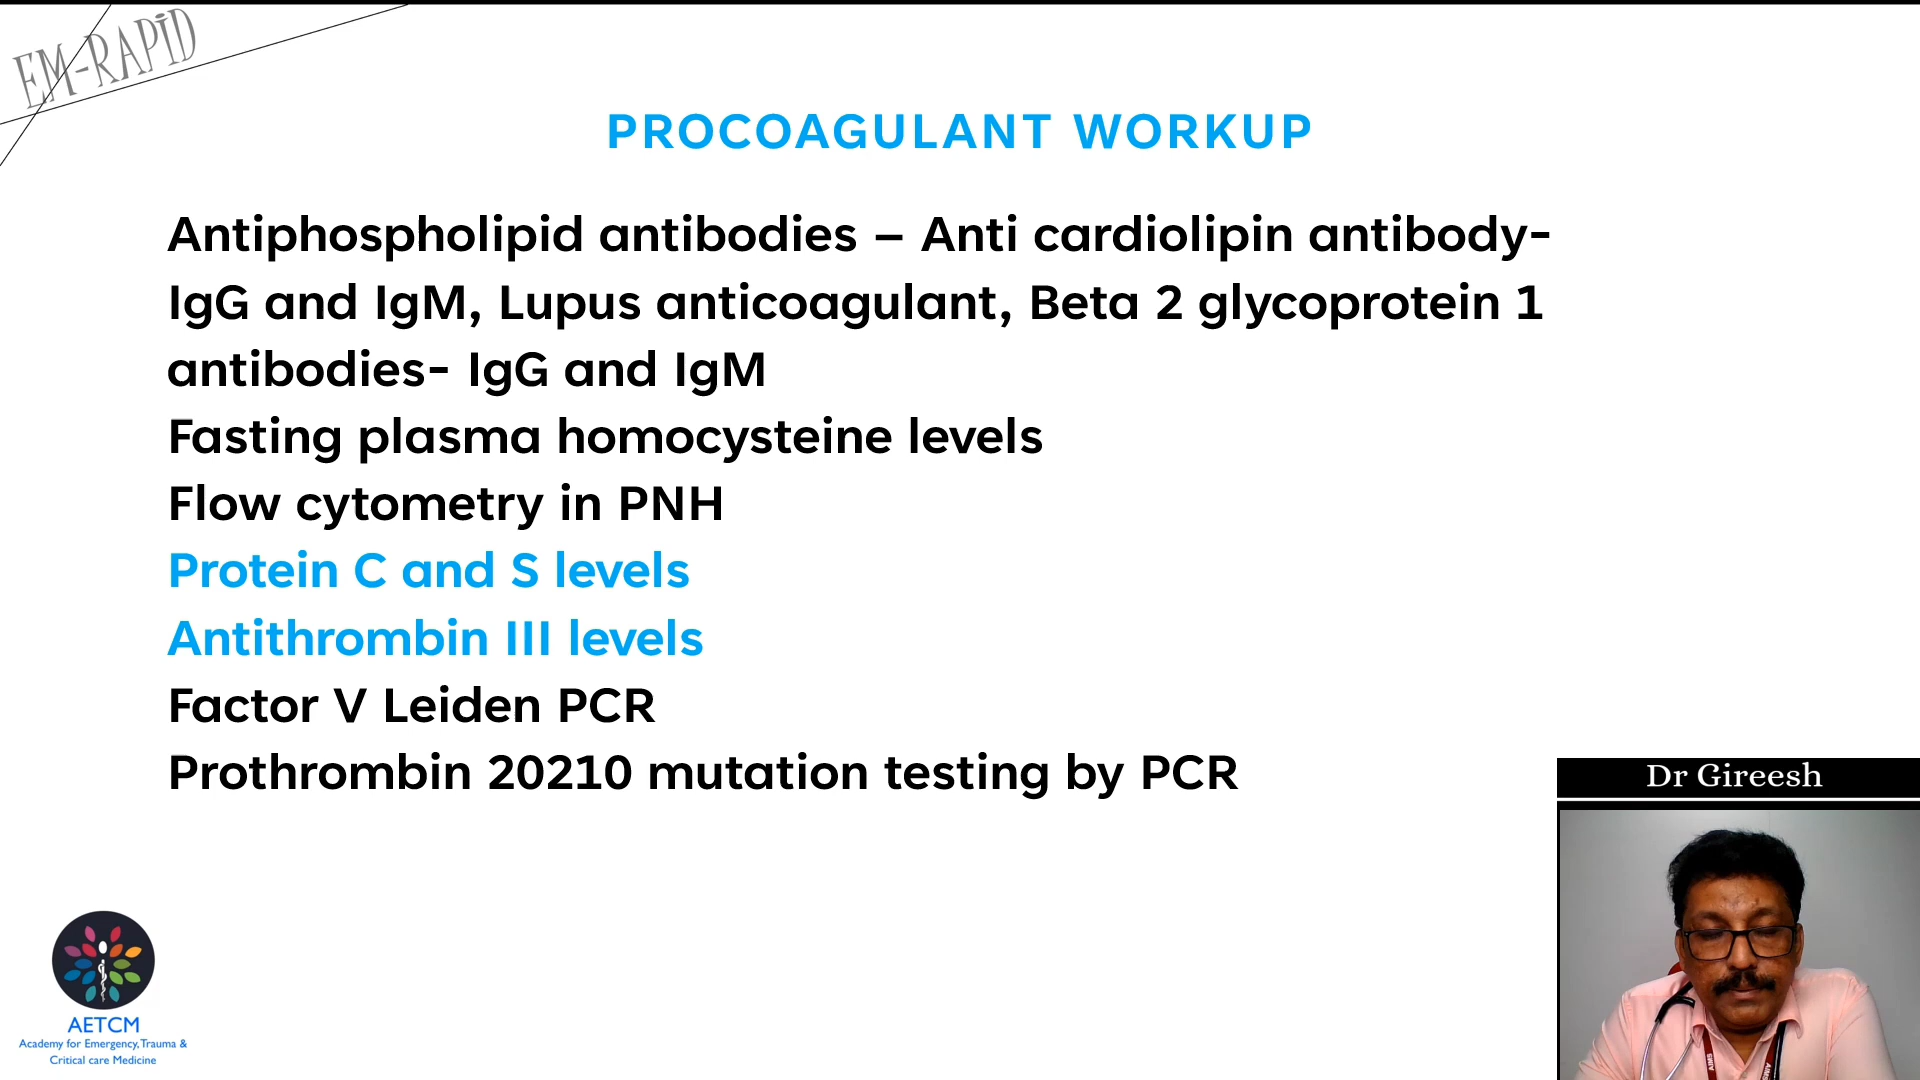 EM-RAPID
PROCOAGULANT WORKUP
Antiphospholipid antibodies – Anti cardiolipin antibody-
IgG and IgM, Lupus anticoagulant, Beta 2 glycoprotein 1
antibodies- IgG and IgM
Fasting plasma homocysteine levels
Flow cytometry in PNH
Protein C and S levels
Antithrombin III levels
Factor V Leiden PCR
Prothrombin 20210 mutation testing by PCR
Dr Gireesh
AETCM
Academy for Emergency, Trauma &
Critical care Medicine